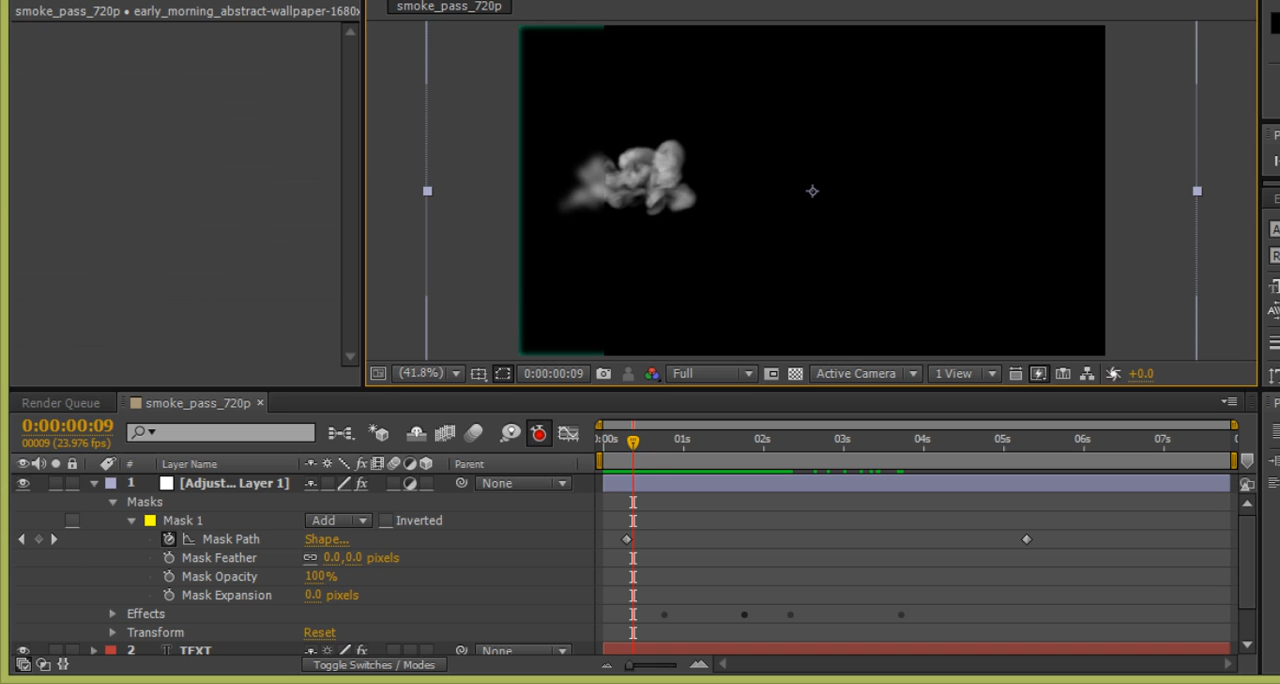 smoke_pass_720p • early_morning_abstract-wallpaper-1680x
smoke_pass_720p
(41.8%)
0:00:00:09
Full
Active Camera
1 View
+0.0
Render Queue
smoke_pass_720p ×
0:00:00:09
00009 (23.976 fps)
):00s 01s 02s 03s 04s 05s 06s 07s
# Layer Name fx Parent
1 [Adjust... Layer 1] fx None
Masks
Mask 1 Add Inverted
Mask Path Shape...
Mask Feather 0.0,0.0 pixels
Mask Opacity 100%
Mask Expansion 0.0 pixels
Effects
Transform Reset
2 T TEXT fx None
Toggle Switches / Modes